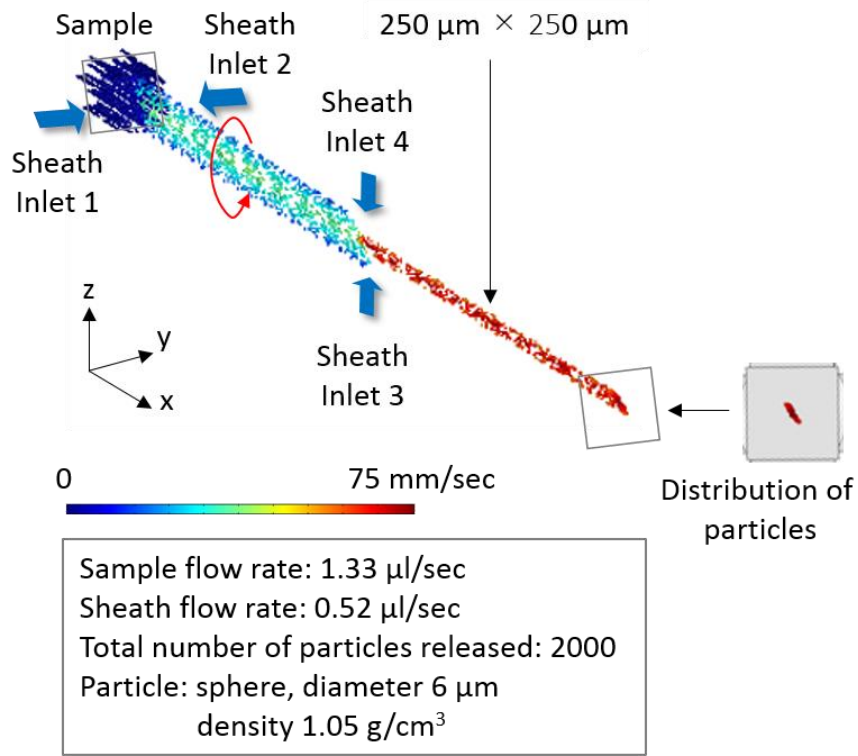 Sample
Sheath
Inlet 2
250 μm × 250 μm
Sheath
Inlet 4
Sheath
Inlet 1
z
y
x
Sheath
Inlet 3
0
75 mm/sec
Distribution of
particles
Sample flow rate: 1.33 μl/sec
Sheath flow rate: 0.52 μl/sec
Total number of particles released: 2000
Particle: sphere, diameter 6 μm
density 1.05 g/cm³